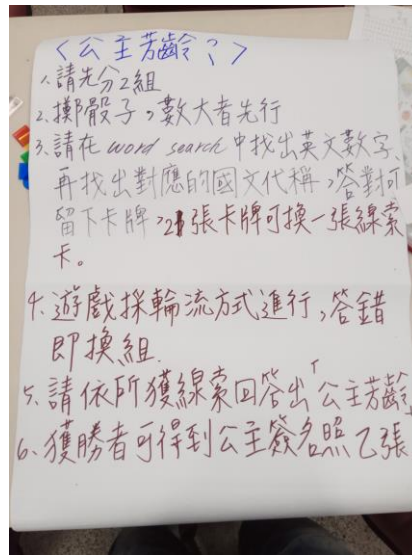 <公主芳齡?>
1.請先分2組
2.擲骰子,數大者先行
3.請在word search中找出英文數字,
再找出對應的國文代稱,答對可
留下卡牌,2張卡牌可換一張線索
卡。
4.遊戲採輪流方式進行,答錯
即換組.
5.請依所獲線索回答出「公主芳齡
6.獲勝者可得到公主簽名照乙張